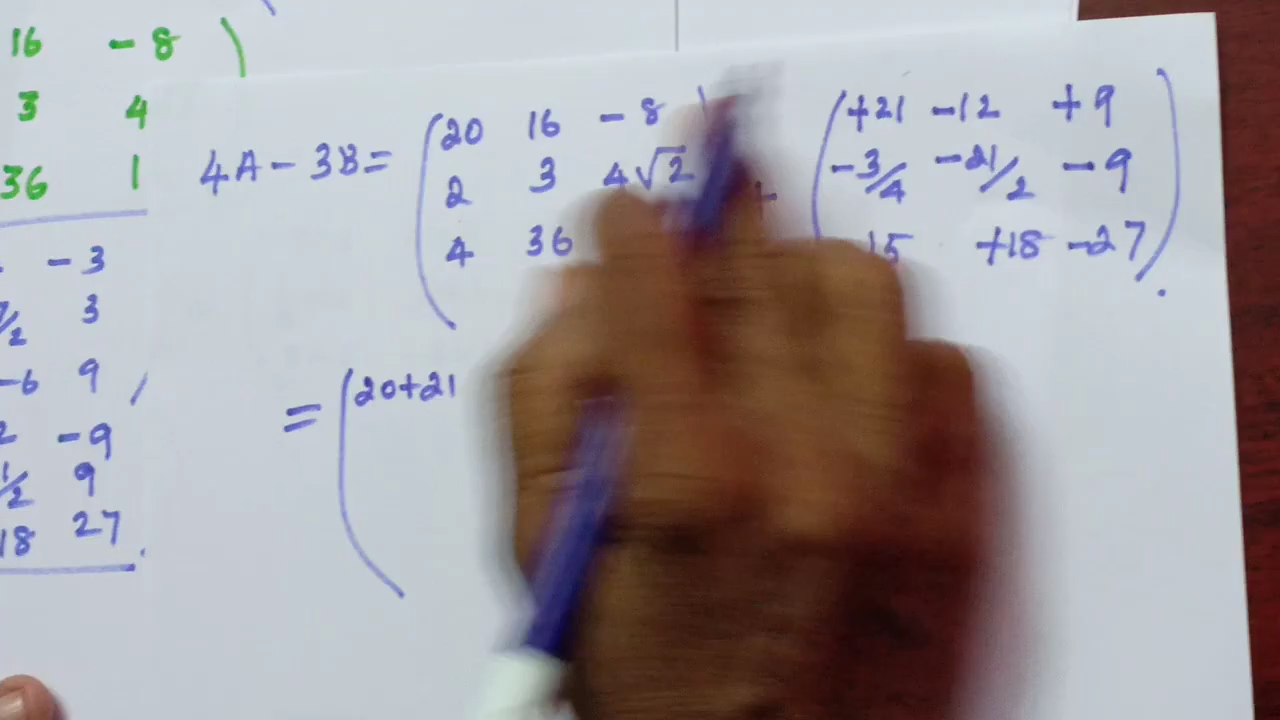 16 - 8
3 4
36 1
- 3
3
-6 9
-9
9
18 27
4A - 3B = 20 16 - 8 +21 -12 +9
2 3 4√2 + -3/4 -21/2 -9
4 36 15 +18 -27.
= 20+21